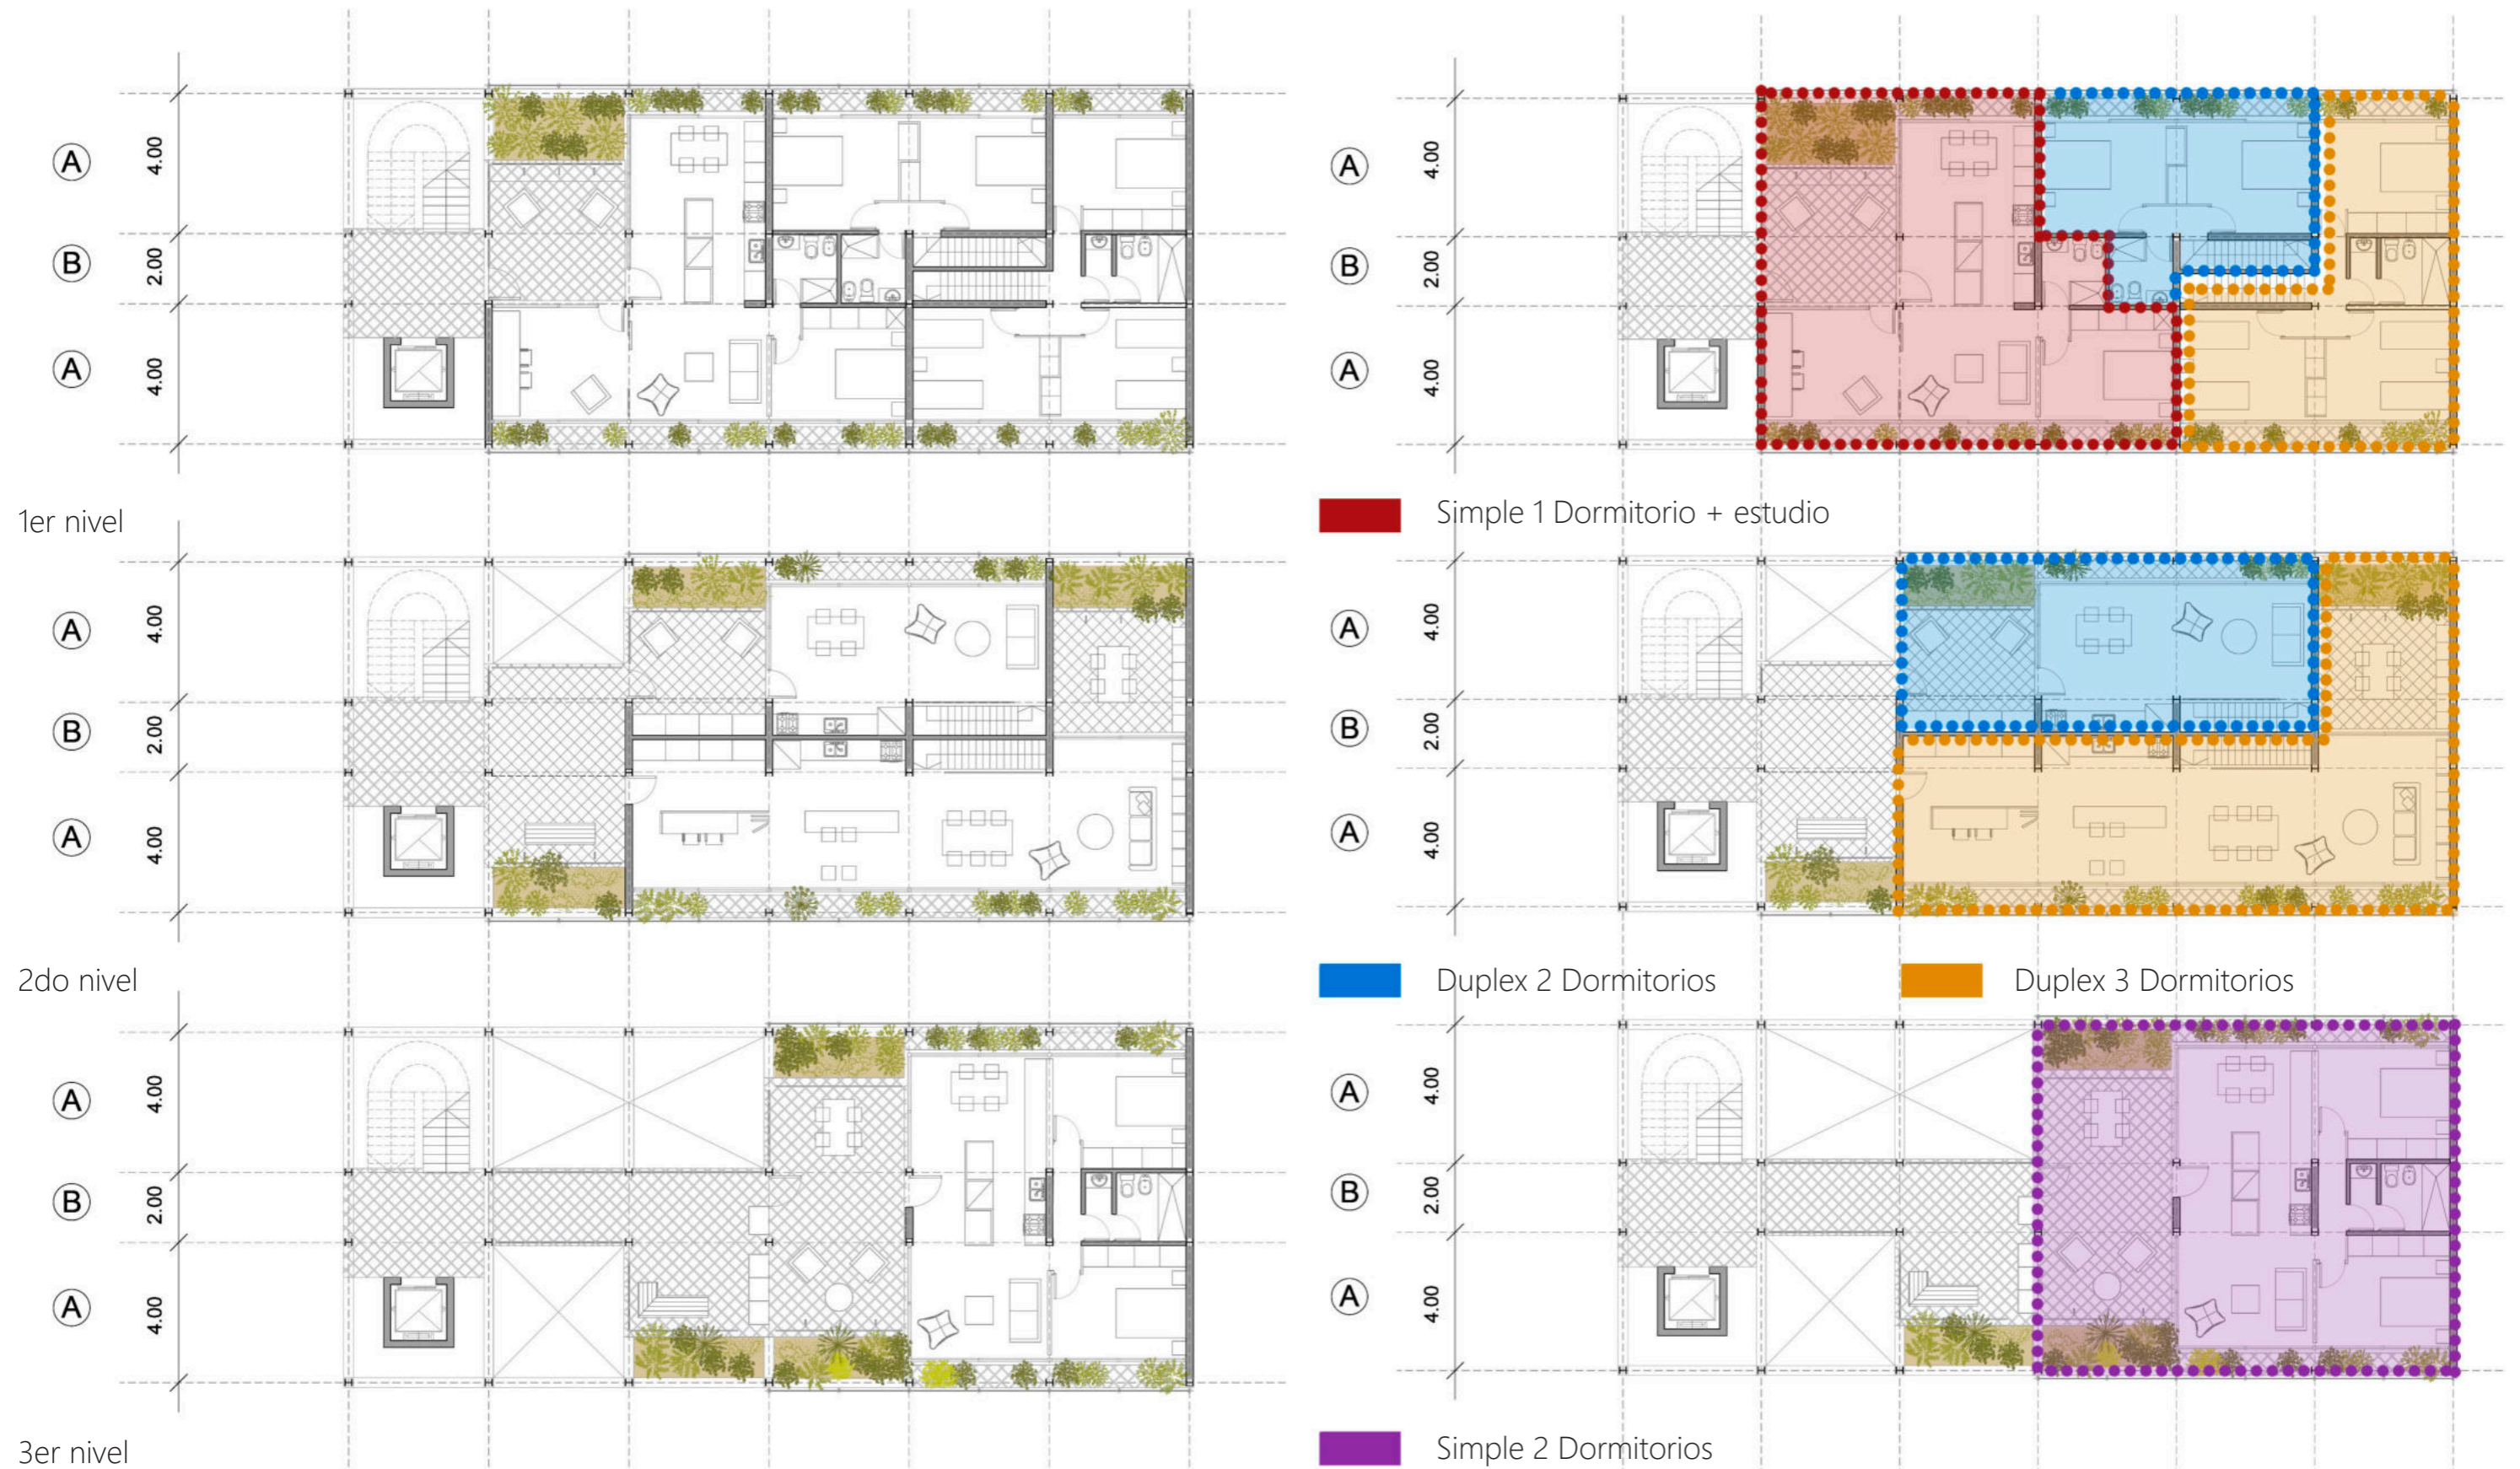 A 4.00
B 2.00
A 4.00
1er nivel
A 4.00
B 2.00
A 4.00
2do nivel
A 4.00
B 2.00
A 4.00
3er nivel
A 4.00
B 2.00
A 4.00
Simple 1 Dormitorio + estudio
A 4.00
B 2.00
A 4.00
Duplex 2 Dormitorios
Duplex 3 Dormitorios
A 4.00
B 2.00
A 4.00
Simple 2 Dormitorios